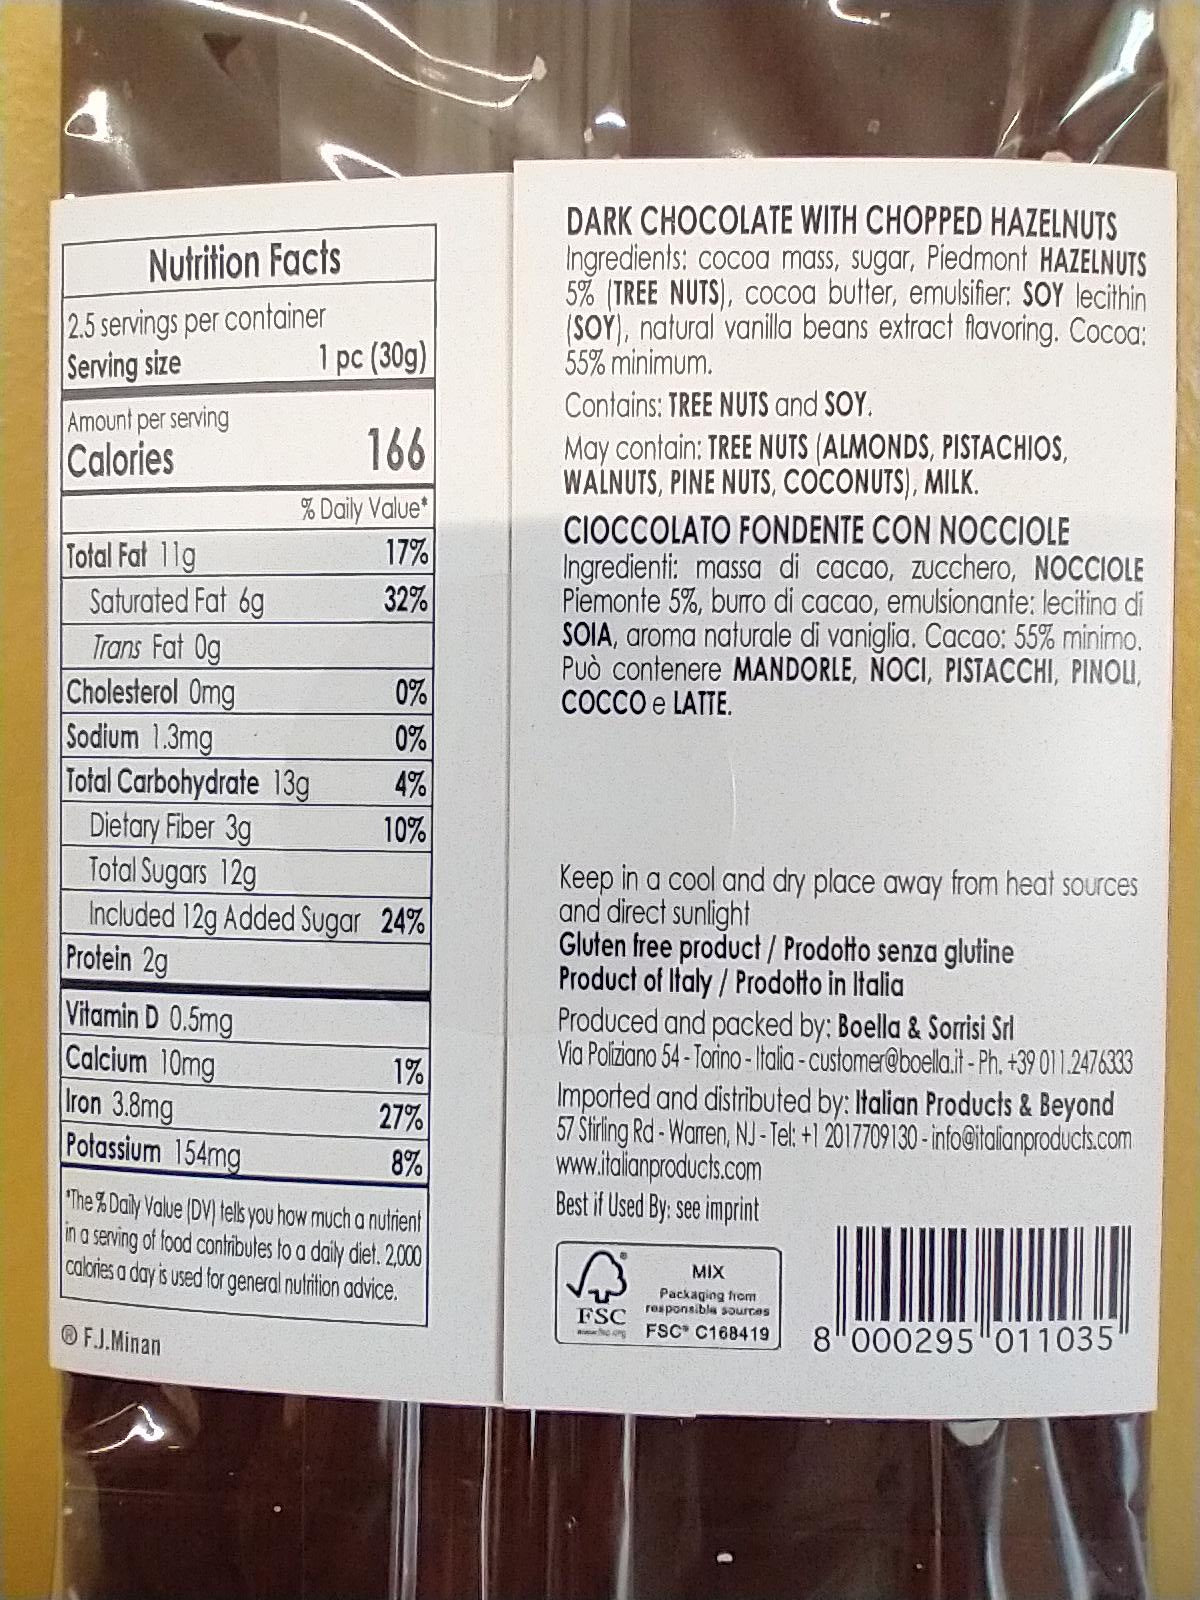 Nutrition Facts
2.5 servings per container
Serving size 1 pc (30g)
Amount per serving
Calories 166
% Daily Value*
Total Fat 11g 17%
Saturated Fat 6g 32%
Trans Fat 0g
Cholesterol 0mg 0%
Sodium 1.3mg 0%
Total Carbohydrate 13g 4%
Dietary Fiber 3g 10%
Total Sugars 12g
Included 12g Added Sugar 24%
Protein 2g
Vitamin D 0.5mg
Calcium 10mg 1%
Iron 3.8mg 27%
Potassium 154mg 8%
*The % Daily Value (DV) tells you how much a nutrient
in a serving of food contributes to a daily diet. 2,000
calories a day is used for general nutrition advice.
® F.J.Minan
DARK CHOCOLATE WITH CHOPPED HAZELNUTS
Ingredients: cocoa mass, sugar, Piedmont HAZELNUTS
5% (TREE NUTS), cocoa butter, emulsifier: SOY lecithin
(SOY), natural vanilla beans extract flavoring. Cocoa:
55% minimum.
Contains: TREE NUTS and SOY.
May contain: TREE NUTS (ALMONDS, PISTACHIOS,
WALNUTS, PINE NUTS, COCONUTS), MILK.
CIOCCOLATO FONDENTE CON NOCCIOLE
Ingredienti: massa di cacao, zucchero, NOCCIOLE
Piemonte 5%, burro di cacao, emulsionante: lecitina di
SOIA, aroma naturale di vaniglia. Cacao: 55% minimo.
Può contenere MANDORLE, NOCI, PISTACCHI, PINOLI,
COCCO e LATTE.
Keep in a cool and dry place away from heat sources
and direct sunlight
Gluten free product / Prodotto senza glutine
Product of Italy / Prodotto in Italia
Produced and packed by: Boella & Sorrisi Srl
Via Poliziano 54 - Torino - Italia - customer@boella.it - Ph. +39 011.2476333
Imported and distributed by: Italian Products & Beyond
57 Stirling Rd - Warren, NJ - Tel: +1 2017709130 - info@italianproducts.com
www.italianproducts.com
Best if Used By: see imprint
FSC
MIX
Packaging from
responsible sources
FSC® C168419
8 000295 011035